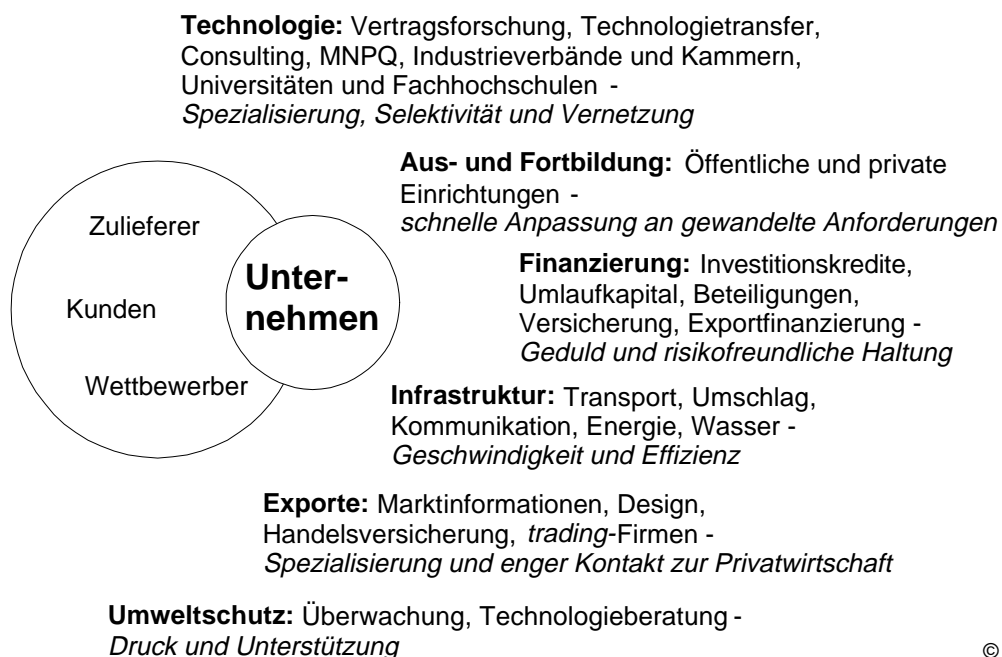 Technologie: Vertragsforschung, Technologietransfer,
Consulting, MNPQ, Industrieverbände und Kammern,
Universitäten und Fachhochschulen -
Spezialisierung, Selektivität und Vernetzung
Aus- und Fortbildung: Öffentliche und private
Einrichtungen -
schnelle Anpassung an gewandelte Anforderungen
Zulieferer
Kunden
Wettbewerber
Unter-
nehmen
Finanzierung: Investitionskredite,
Umlaufkapital, Beteiligungen,
Versicherung, Exportfinanzierung -
Geduld und risikofreundliche Haltung
Infrastruktur: Transport, Umschlag,
Kommunikation, Energie, Wasser -
Geschwindigkeit und Effizienz
Exporte: Marktinformationen, Design,
Handelsversicherung, trading-Firmen -
Spezialisierung und enger Kontakt zur Privatwirtschaft
Umweltschutz: Überwachung, Technologieberatung -
Druck und Unterstützung
©